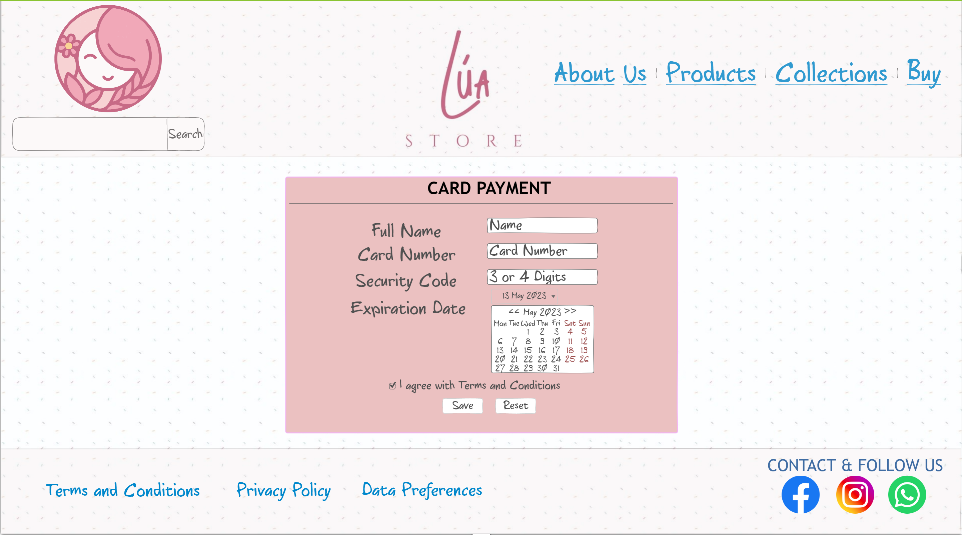 Lúa
STORE
About Us
Products
Collections
Buy
Search
CARD PAYMENT
Full Name
Name
Card Number
Card Number
Security Code
3 or 4 Digits
Expiration Date
13 May 2023
<< May 2023 >>
Mon Tue Wed Thu Fri Sat Sun
1 2 3 4 5
6 7 8 9 10 11 12
13 14 15 16 17 18 19
20 21 22 23 24 25 26
27 28 29 30 31
I agree with Terms and Conditions
Save
Reset
Terms and Conditions
Privacy Policy
Data Preferences
CONTACT & FOLLOW US